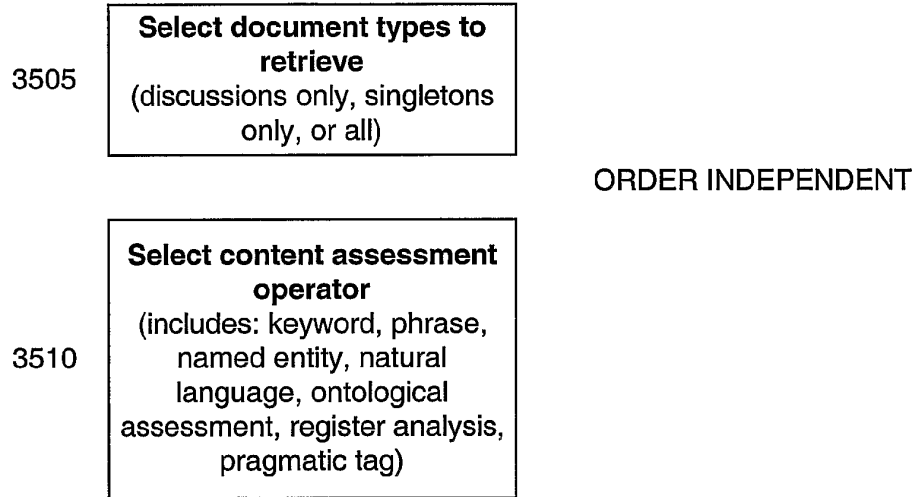 Select document types to
retrieve
3505
(discussions only, singletons
only, or all)
ORDER INDEPENDENT
Select content assessment
operator
(includes: keyword, phrase,
3510
named entity, natural
language, ontological
assessment, register analysis,
pragmatic tag)